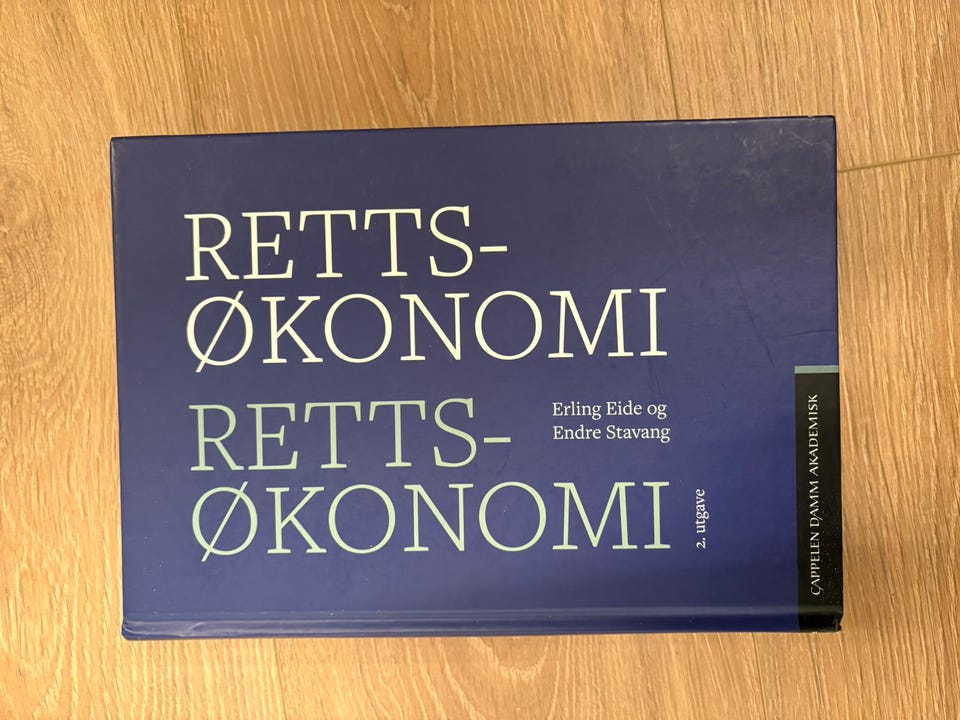 RETTS-
ØKONOMI
RETTS-
ØKONOMI
Erling Eide og
Endre Stavang
2. utgave
CAPPELEN DAMM AKADEMISK